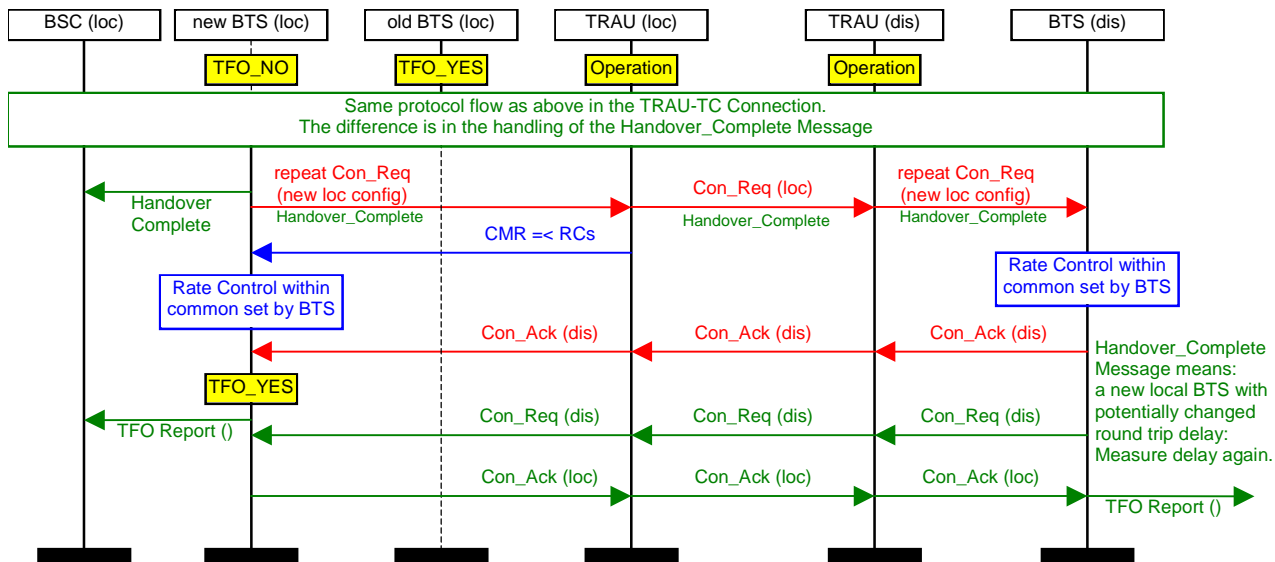 BSC (loc)
new BTS (loc)
old BTS (loc)
TRAU (loc)
TRAU (dis)
BTS (dis)
TFO_NO
TFO_YES
Operation
Operation
Same protocol flow as above in the TRAU-TC Connection.
The difference is in the handling of the Handover_Complete Message
Handover
Complete
repeat Con_Req
(new loc config)
Handover_Complete
Con_Req (loc)
Handover_Complete
repeat Con_Req
(new loc config)
Handover_Complete
CMR =< RCs
Rate Control within
common set by BTS
Rate Control within
common set by BTS
Con_Ack (dis)
Con_Ack (dis)
Con_Ack (dis)
Handover_Complete
Message means:
a new local BTS with
potentially changed
round trip delay:
Measure delay again.
TFO_YES
TFO Report ()
Con_Req (dis)
Con_Req (dis)
Con_Req (dis)
Con_Ack (loc)
Con_Ack (loc)
Con_Ack (loc)
TFO Report ()